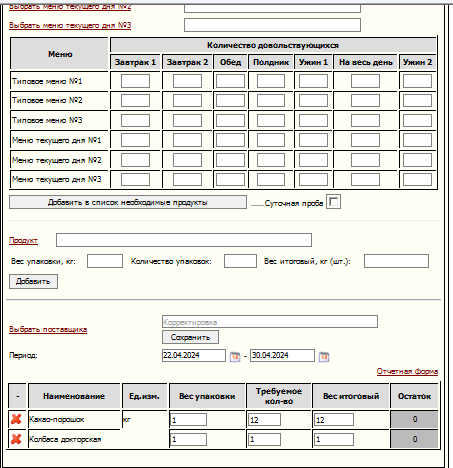 Выбрать меню текущего дня №2
Выбрать меню текущего дня №3
Меню
Количество довольствующихся
Завтрак 1 Завтрак 2 Обед Полдник Ужин 1 На весь день Ужин 2
Типовое меню №1
Типовое меню №2
Типовое меню №3
Меню текущего дня №1
Меню текущего дня №2
Меню текущего дня №3
Добавить в список необходимые продукты Суточная проба
Продукт
Вес упаковки, кг: Количество упаковок: Вес итоговый, кг (шт.):
Добавить
Корректировка
Выбрать поставщика
Сохранить
Период: 22.04.2024 - 30.04.2024
Отчетная форма
- Наименование Ед.изм. Вес упаковки Требуемое кол-во Вес итоговый Остаток
Какао-порошок кг 1 12 12 0
Колбаса докторская 1 1 1 0